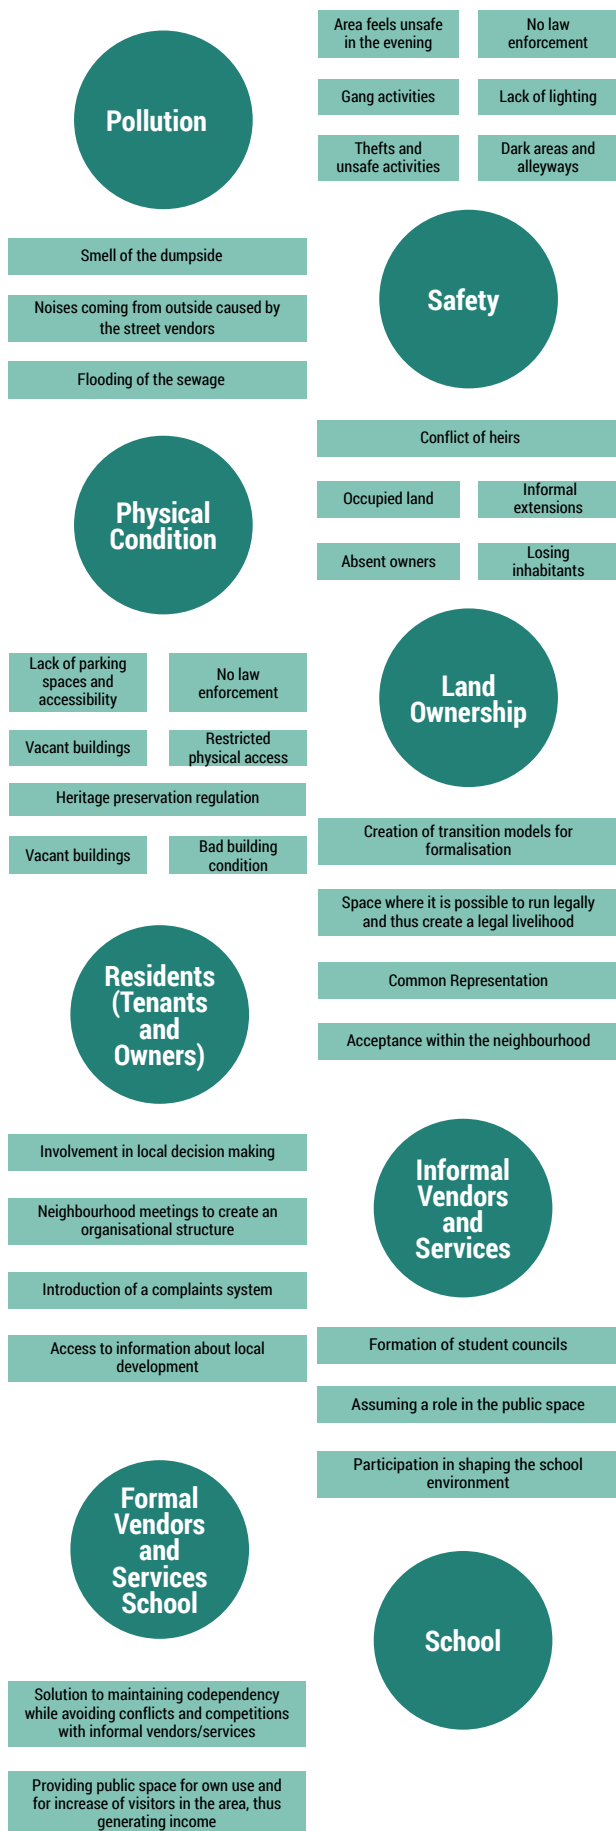 Pollution
Smell of the dumpside
Noises coming from outside caused by
the street vendors
Flooding of the sewage
Area feels unsafe
in the evening
No law
enforcement
Gang activities
Lack of lighting
Thefts and
unsafe activities
Dark areas and
alleyways
Safety
Physical
Condition
Lack of parking
spaces and
accessibility
No law
enforcement
Vacant buildings
Restricted
physical access
Heritage preservation regulation
Vacant buildings
Bad building
condition
Conflict of heirs
Occupied land
Informal
extensions
Absent owners
Losing
inhabitants
Land
Ownership
Residents
(Tenants
and
Owners)
Involvement in local decision making
Neighbourhood meetings to create an
organisational structure
Introduction of a complaints system
Access to information about local
development
Creation of transition models for
formalisation
Space where it is possible to run legally
and thus create a legal livelihood
Common Representation
Acceptance within the neighbourhood
Informal
Vendors
and
Services
Formal
Vendors
and
Services
School
Solution to maintaining codependency
while avoiding conflicts and competitions
with informal vendors/services
Providing public space for own use and
for increase of visitors in the area, thus
generating income
Formation of student councils
Assuming a role in the public space
Participation in shaping the school
environment
School